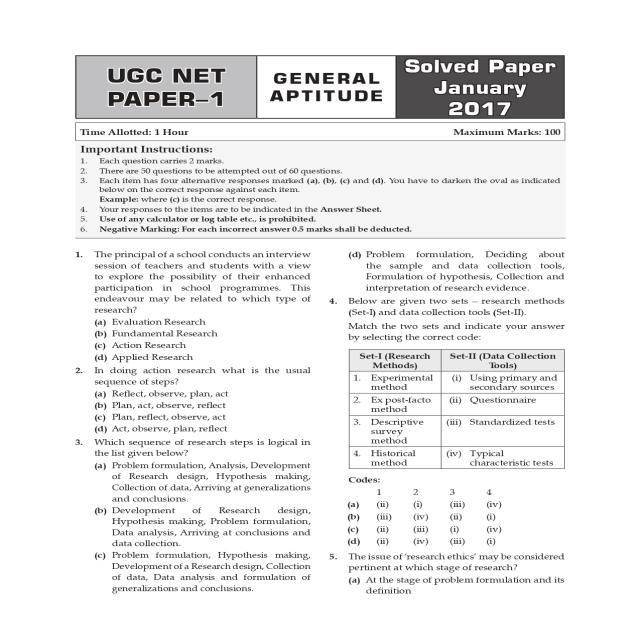 UGC NET
PAPER–1
GENERAL
APTITUDE
Solved Paper
January
2017
Time Allotted: 1 Hour Maximum Marks: 100
Important Instructions:
1. Each question carries 2 marks.
2. There are 50 questions to be attempted out of 60 questions.
3. Each item has four alternative responses marked (a), (b), (c) and (d). You have to darken the oval as indicated
below on the correct response against each item.
Example: where (c) is the correct response.
4. Your responses to the items are to be indicated in the Answer Sheet.
5. Use of any calculator or log table etc., is prohibited.
6. Negative Marking: For each incorrect answer 0.5 marks shall be deducted.
1. The principal of a school conducts an interview
session of teachers and students with a view
to explore the possibility of their enhanced
participation in school programmes. This
endeavour may be related to which type of
research?
(a) Evaluation Research
(b) Fundamental Research
(c) Action Research
(d) Applied Research
2. In doing action research what is the usual
sequence of steps?
(a) Reflect, observe, plan, act
(b) Plan, act, observe, reflect
(c) Plan, reflect, observe, act
(d) Act, observe, plan, reflect
3. Which sequence of research steps is logical in
the list given below?
(a) Problem formulation, Analysis, Development
of Research design, Hypothesis making,
Collection of data, Arriving at generalizations
and conclusions.
(b) Development of Research design,
Hypothesis making, Problem formulation,
Data analysis, Arriving at conclusions and
data collection.
(c) Problem formulation, Hypothesis making,
Development of a Research design, Collection
of data, Data analysis and formulation of
generalizations and conclusions.
(d) Problem formulation, Deciding about
the sample and data collection tools,
Formulation of hypothesis, Collection and
interpretation of research evidence.
4. Below are given two sets – research methods
(Set-I) and data collection tools (Set-II).
Match the two sets and indicate your answer
by selecting the correct code:
Set-I (Research Set-II (Data Collection
Methods) Tools)
1. Experimental (i) Using primary and
method secondary sources
2. Ex post-facto (ii) Questionnaire
method
3. Descriptive (iii) Standardized tests
survey
method
4. Historical (iv) Typical
method characteristic tests
Codes:
1 2 3 4
(a) (ii) (i) (iii) (iv)
(b) (iii) (iv) (ii) (i)
(c) (ii) (iii) (i) (iv)
(d) (ii) (iv) (iii) (i)
5. The issue of 'research ethics' may be considered
pertinent at which stage of research?
(a) At the stage of problem formulation and its
definition